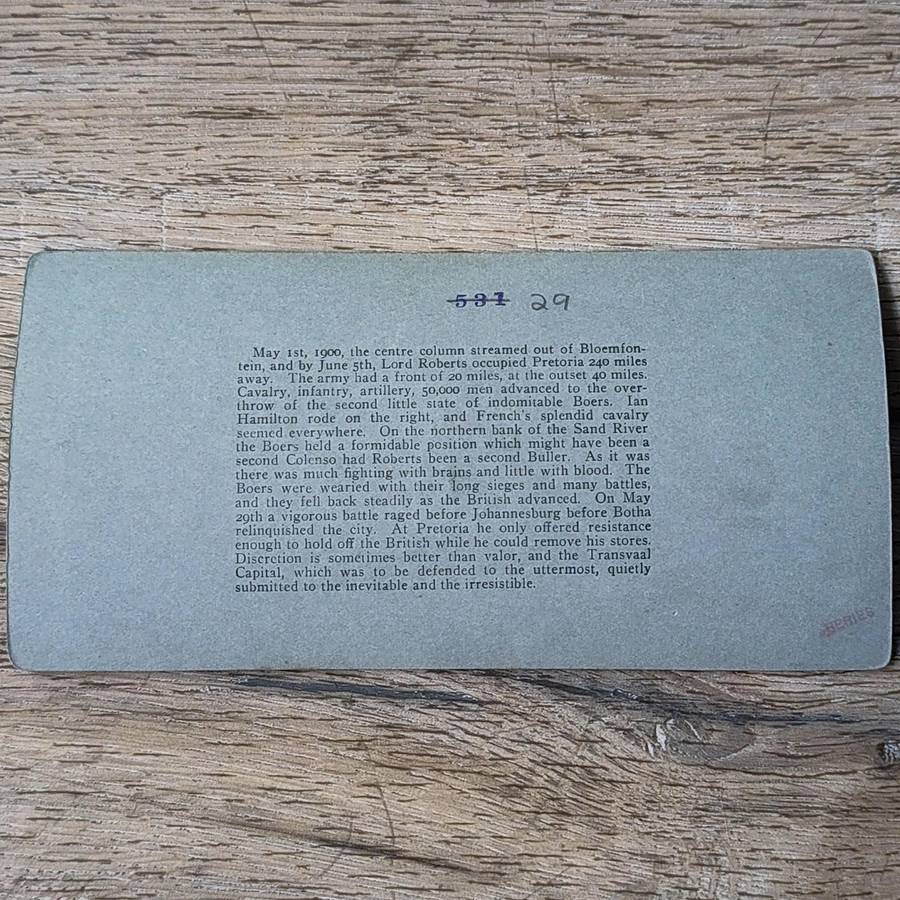 531 29
May 1st, 1900, the centre column streamed out of Bloemfon-
tein, and by June 5th, Lord Roberts occupied Pretoria 240 miles
away. The army had a front of 20 miles, at the outset 40 miles.
Cavalry, infantry, artillery, 50,000 men advanced to the over-
throw of the second little state of indomitable Boers. Ian
Hamilton rode on the right, and French's splendid cavalry
seemed everywhere. On the northern bank of the Sand River
the Boers held a formidable position which might have been a
second Colenso had Roberts been a second Buller. As it was
there was much fighting with brains and little with blood. The
Boers were wearied with their long sieges and many battles,
and they fell back steadily as the British advanced. On May
29th a vigorous battle raged before Johannesburg before Botha
relinquished the city. At Pretoria he only offered resistance
enough to hold off the British while he could remove his stores.
Discretion is sometimes better than valor, and the Transvaal
Capital, which was to be defended to the uttermost, quietly
submitted to the inevitable and the irresistible.
SERIES